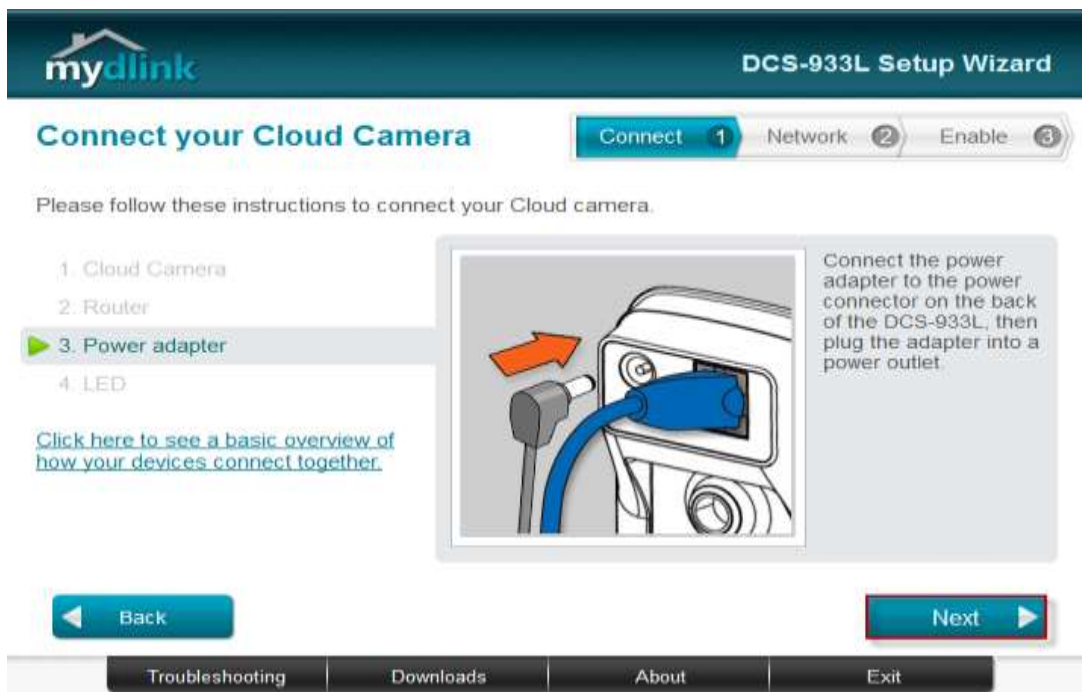 mydlink
DCS-933L Setup Wizard
Connect your Cloud Camera
Connect 1 Network 2 Enable 3
Please follow these instructions to connect your Cloud camera.
1. Cloud Camera
2. Router
3. Power adapter
4. LED
Click here to see a basic overview of
how your devices connect together.
Connect the power
adapter to the power
connector on the back
of the DCS-933L, then
plug the adapter into a
power outlet.
Back
Next
Troubleshooting Downloads About Exit